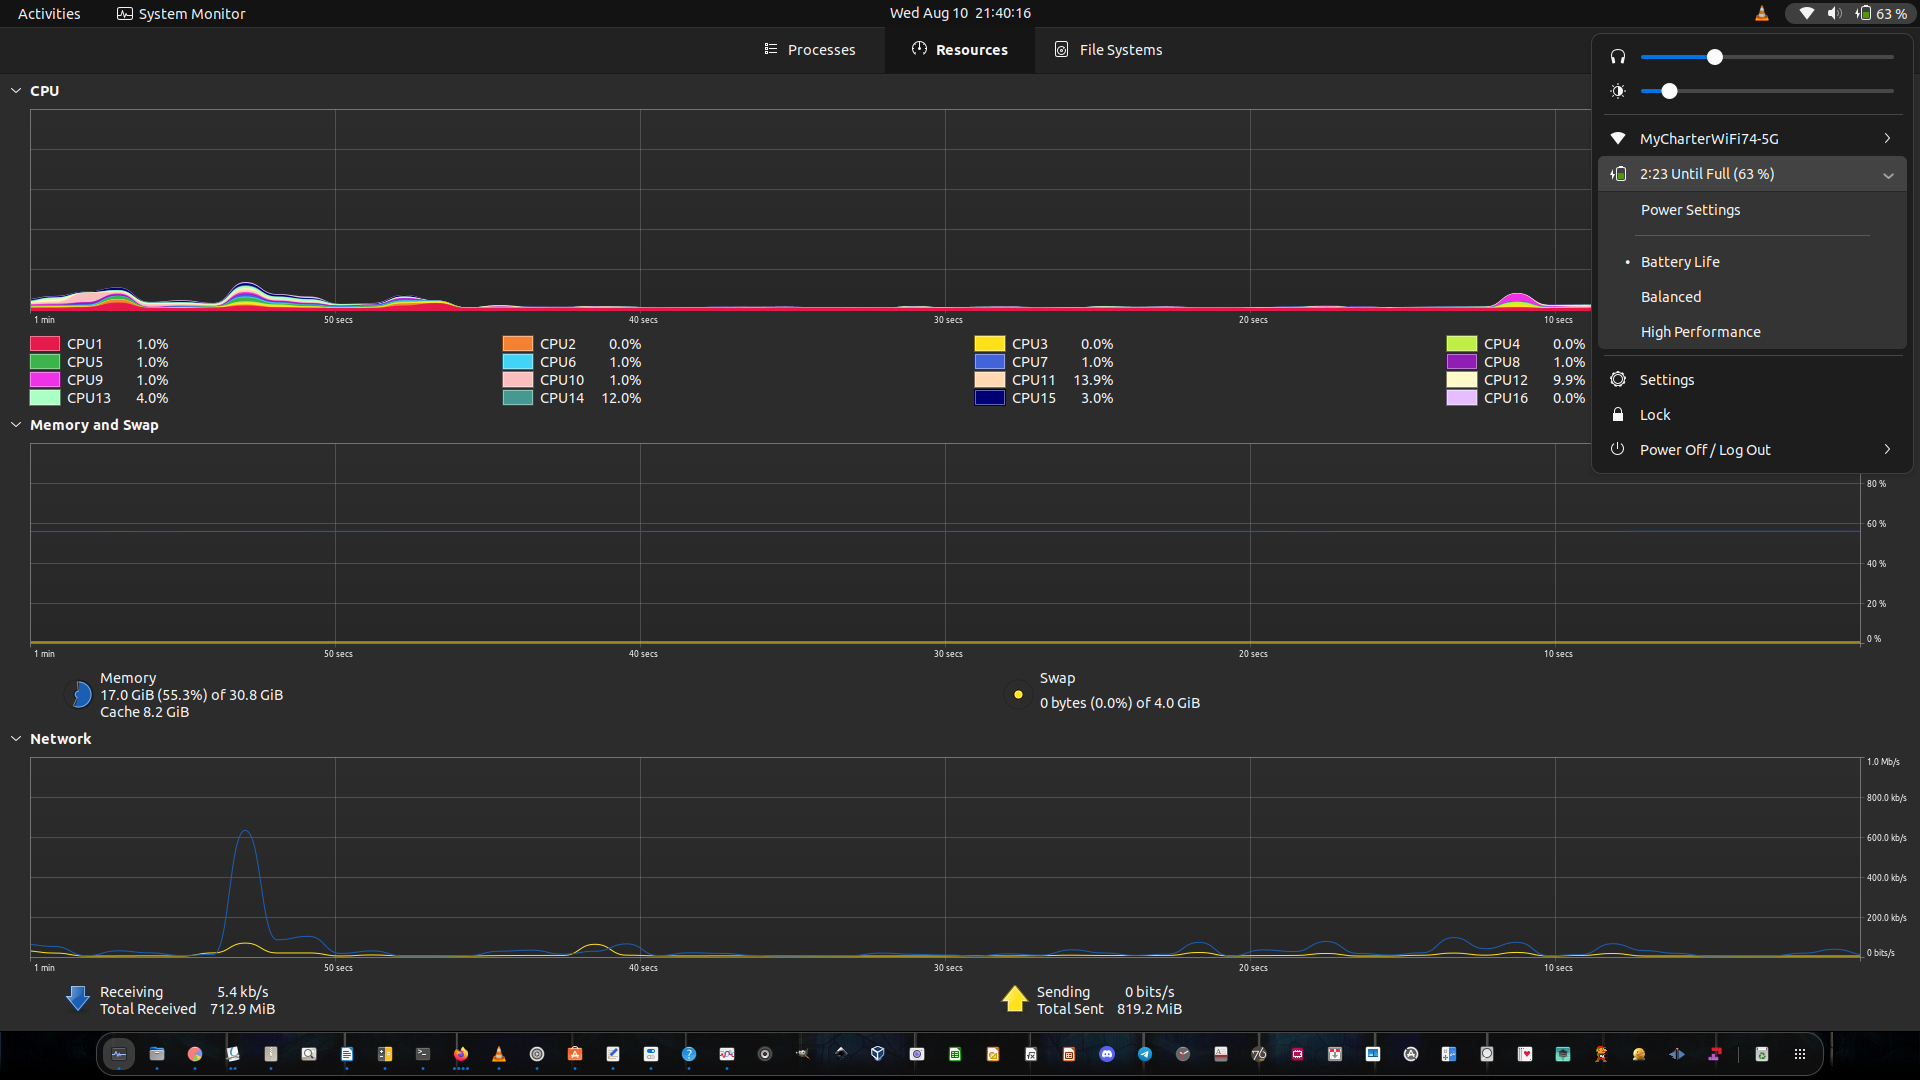 Activities
System Monitor
Wed Aug 10 21:40:16
63 %
Processes
Resources
File Systems
CPU
1 min 50 secs 40 secs 30 secs 20 secs 10 secs
CPU1 1.0% CPU2 0.0% CPU3 0.0% CPU4 0.0%
CPU5 1.0% CPU6 1.0% CPU7 1.0% CPU8 1.0%
CPU9 1.0% CPU10 1.0% CPU11 13.9% CPU12 9.9%
CPU13 4.0% CPU14 12.0% CPU15 3.0% CPU16 0.0%
MyCharterWiFi74-5G
2:23 Until Full (63 %)
Power Settings
Battery Life
Balanced
High Performance
Settings
Lock
Power Off / Log Out
Memory and Swap
80 %
60 %
40 %
20 %
0 %
1 min 50 secs 40 secs 30 secs 20 secs 10 secs
Memory
17.0 GiB (55.3%) of 30.8 GiB
Cache 8.2 GiB
Swap
0 bytes (0.0%) of 4.0 GiB
Network
1.0 Mb/s
800.0 kb/s
600.0 kb/s
400.0 kb/s
200.0 kb/s
0 bits/s
1 min 50 secs 40 secs 30 secs 20 secs 10 secs
Receiving 5.4 kb/s
Total Received 712.9 MiB
Sending 0 bits/s
Total Sent 819.2 MiB
76